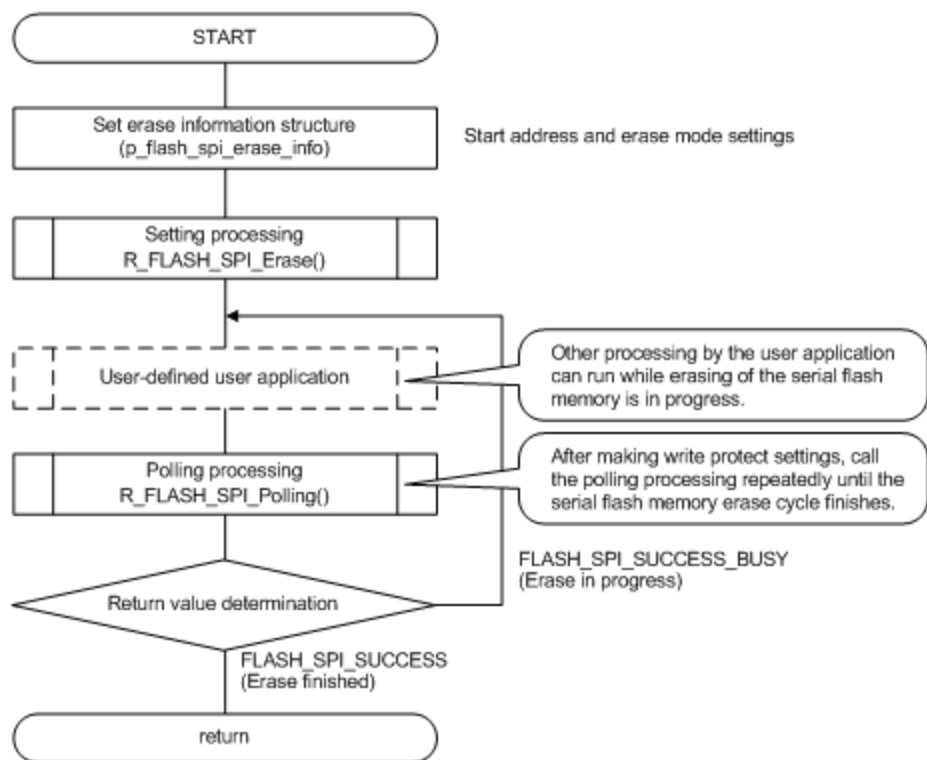 START
Set erase information structure
(p_flash_spi_erase_info)
Start address and erase mode settings
Setting processing
R_FLASH_SPI_Erase()
User-defined user application
Other processing by the user application
can run while erasing of the serial flash
memory is in progress.
Polling processing
R_FLASH_SPI_Polling()
After making write protect settings, call
the polling processing repeatedly until the
serial flash memory erase cycle finishes.
FLASH_SPI_SUCCESS_BUSY
(Erase in progress)
Return value determination
FLASH_SPI_SUCCESS
(Erase finished)
return